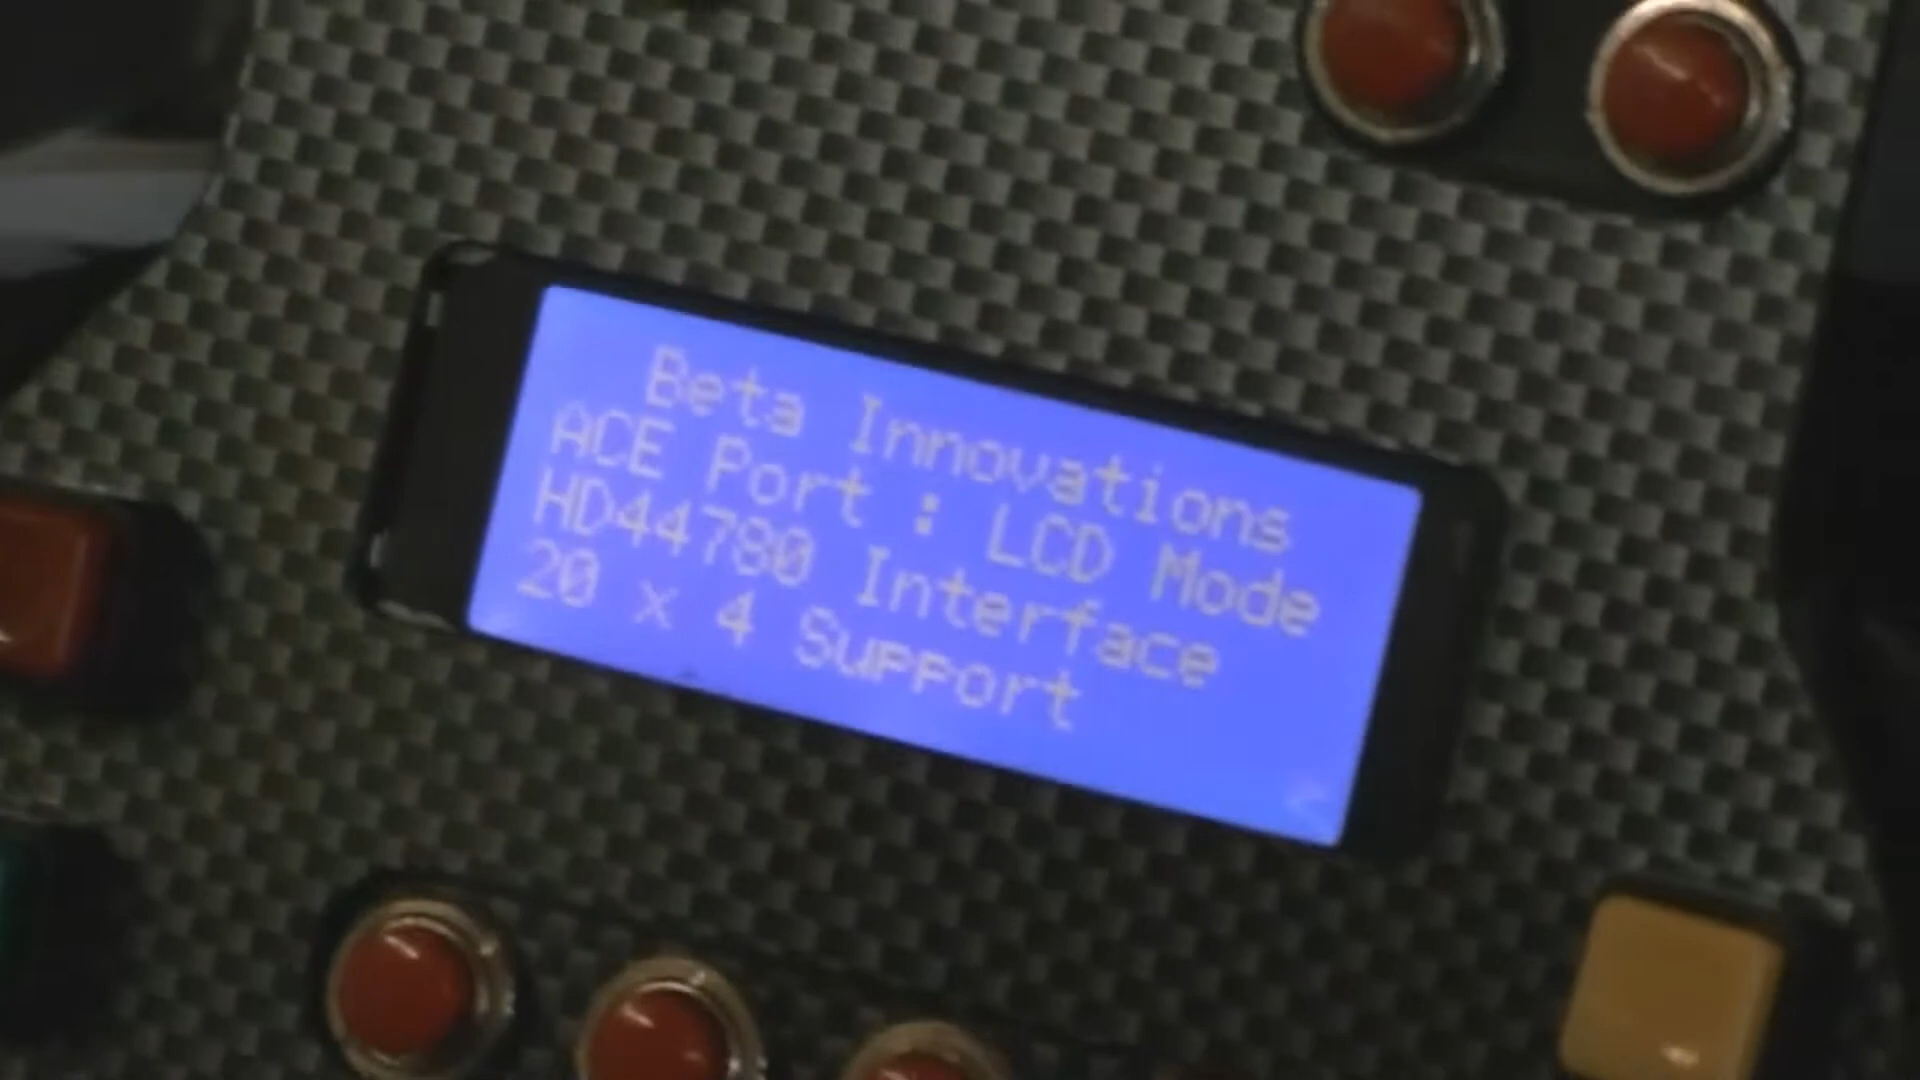 Beta Innovations
ACE Port : LCD Mode
HD44780 Interface
20 x 4 Support